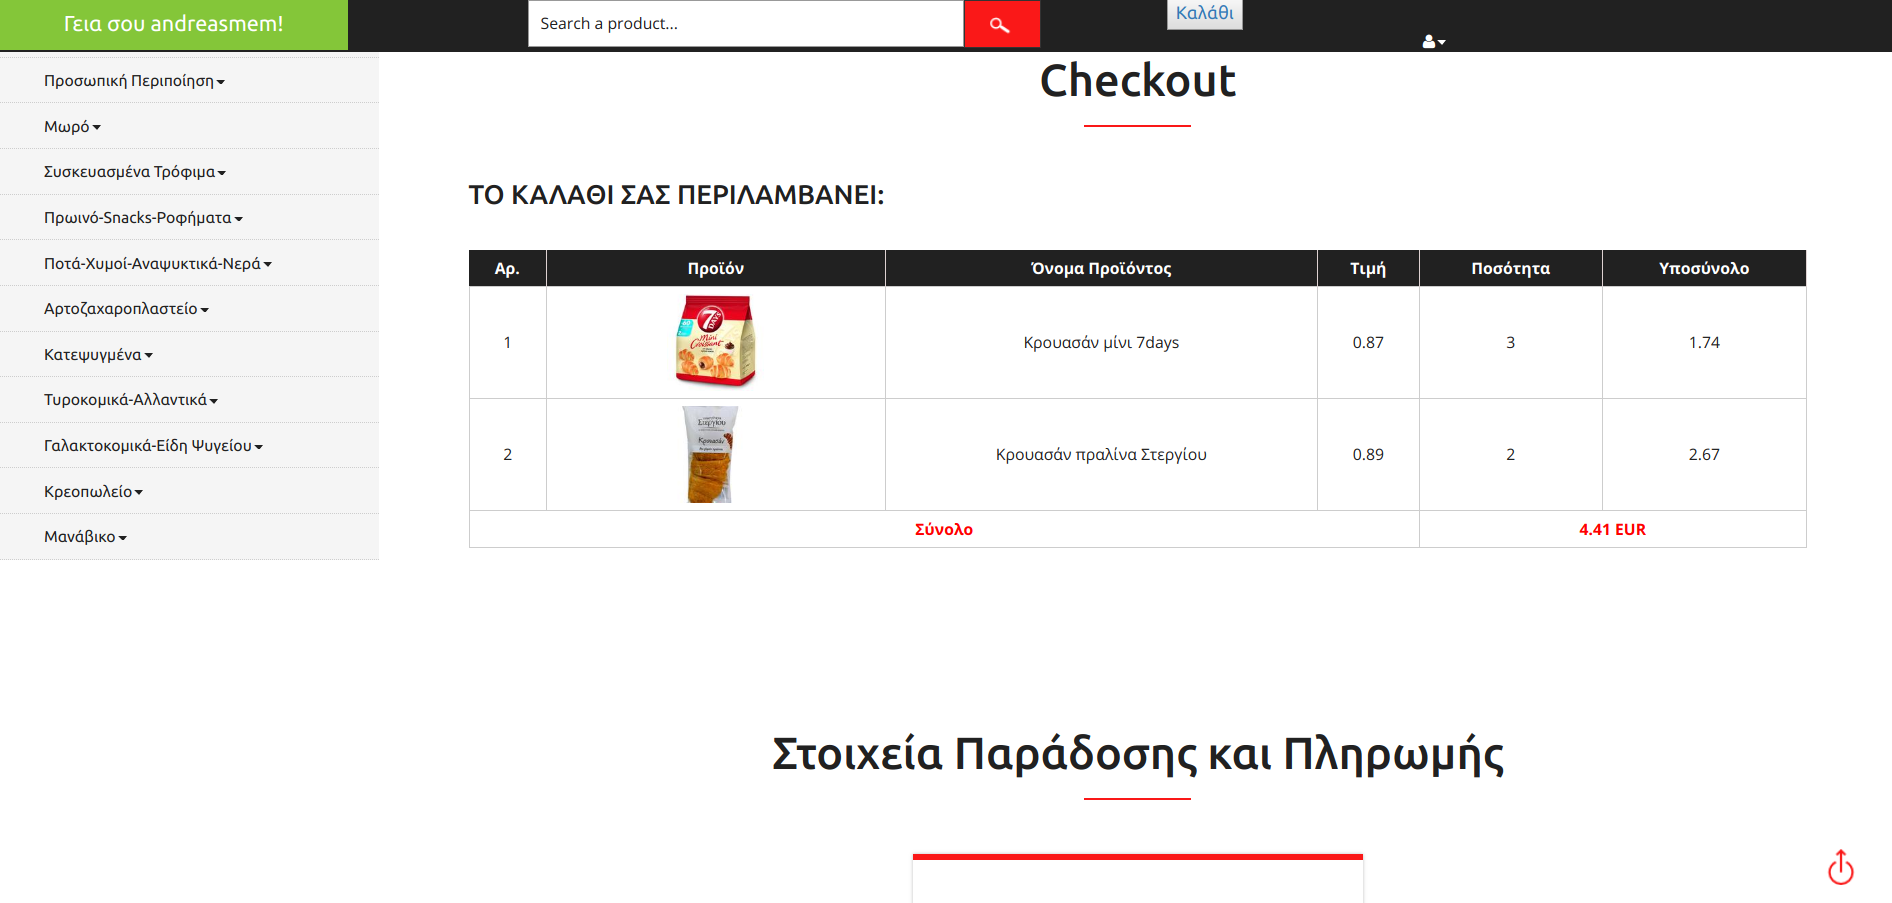 Γεια σου andreasmem!
Search a product...
Καλάθι
Προσωπική Περιποίηση
Μωρό
Συσκευασμένα Τρόφιμα
Πρωινό-Snacks-Ροφήματα
Ποτά-Χυμοί-Αναψυκτικά-Νερά
Αρτοζαχαροπλαστείο
Κατεψυγμένα
Τυροκομικά-Αλλαντικά
Γαλακτοκομικά-Είδη Ψυγείου
Κρεοπωλείο
Μανάβικο
Checkout
ΤΟ ΚΑΛΑΘΙ ΣΑΣ ΠΕΡΙΛΑΜΒΑΝΕΙ:
Αρ. Προϊόν Όνομα Προϊόντος Τιμή Ποσότητα Υποσύνολο
7 DAYS
Mini Croissant
1 Κρουασάν μίνι 7days 0.87 3 1.74
Στεργίου
Κρουασάν
2 Κρουασάν πραλίνα Στεργίου 0.89 2 2.67
Σύνολο 4.41 EUR
Στοιχεία Παράδοσης και Πληρωμής